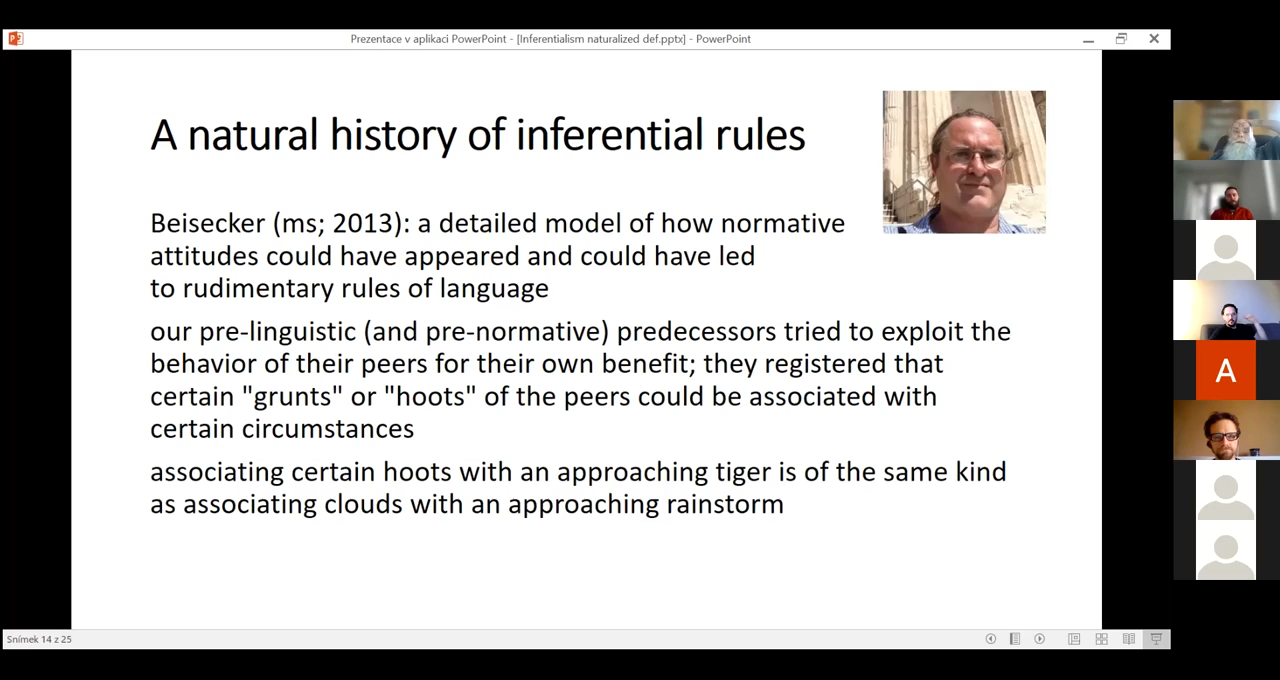 Prezentace v aplikaci PowerPoint - [Inferentialism naturalized def.pptx] - PowerPoint
A natural history of inferential rules
Beisecker (ms; 2013): a detailed model of how normative
attitudes could have appeared and could have led
to rudimentary rules of language
our pre-linguistic (and pre-normative) predecessors tried to exploit the
behavior of their peers for their own benefit; they registered that
certain "grunts" or "hoots" of the peers could be associated with
certain circumstances
associating certain hoots with an approaching tiger is of the same kind
as associating clouds with an approaching rainstorm
A
Snímek 14 z 25